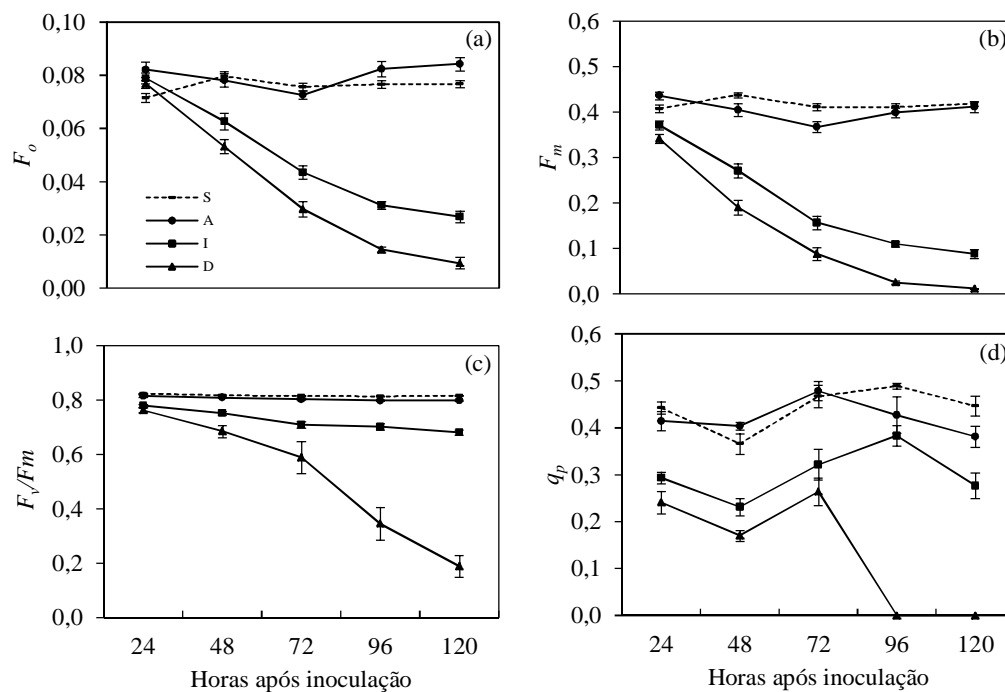 (a)
0,10
0,08
0,06
0,04
0,02
0,00
F_o
S
A
I
D
(b)
0,6
0,5
0,4
0,3
0,2
0,1
0,0
F_m
(c)
1,0
0,8
0,6
0,4
0,2
0,0
F_v/Fm
24 48 72 96 120
Horas após inoculação
(d)
0,6
0,5
0,4
0,3
0,2
0,1
0,0
q_p
24 48 72 96 120
Horas após inoculação